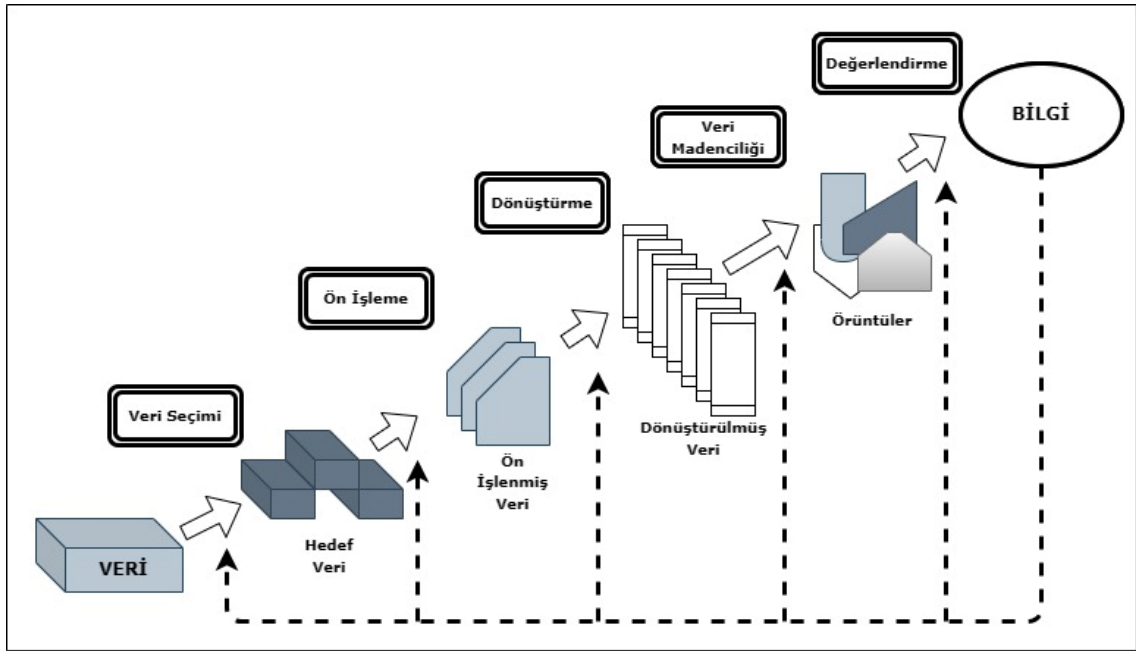 Değerlendirme
BİLGİ
Veri
Madenciliği
Dönüştürme
Örüntüler
Ön İşleme
Dönüştürülmüş
Veri
Veri Seçimi
Ön
İşlenmiş
Veri
Hedef
Veri
VERİ